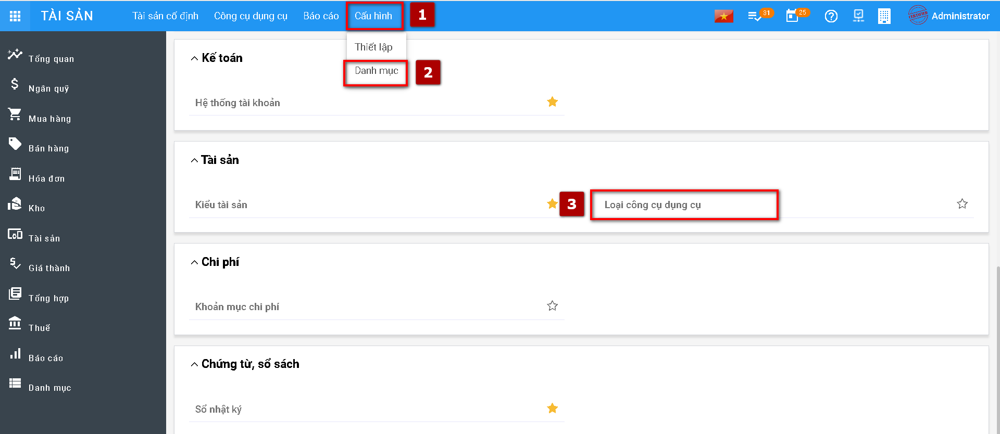 TÀI SẢN
Tài sản cố định
Công cụ dụng cụ
Báo cáo
Cấu hình
1
31
25
CERTIFIED
Administrator
Thiết lập
Danh mục
2
Tổng quan
Ngân quỹ
Mua hàng
Bán hàng
Hóa đơn
Kho
Tài sản
Giá thành
Tổng hợp
Thuế
Báo cáo
Danh mục
Kế toán
Hệ thống tài khoản
Tài sản
Kiểu tài sản
3
Loại công cụ dụng cụ
Chi phí
Khoản mục chi phí
Chứng từ, sổ sách
Sổ nhật ký